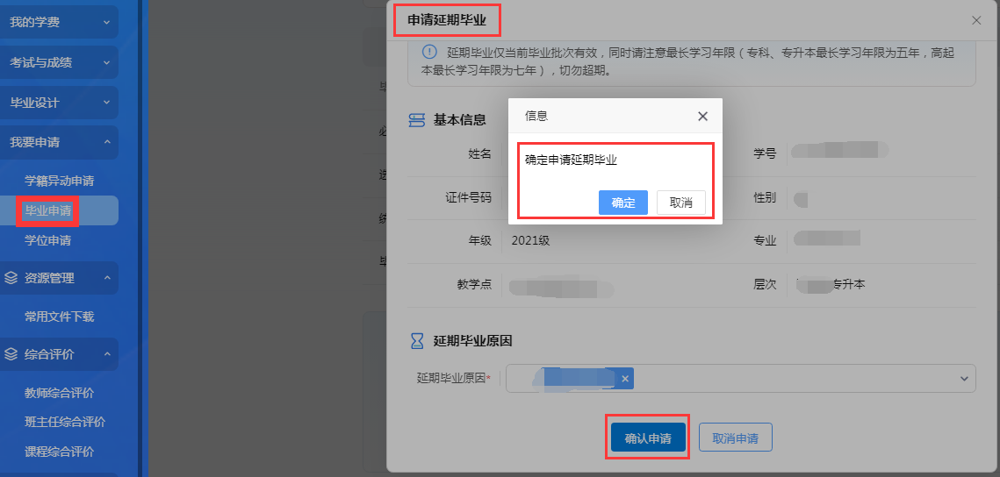 我的学费
考试与成绩
毕业设计
我要申请
学籍异动申请
毕业申请
学位申请
资源管理
常用文件下载
综合评价
教师综合评价
班主任综合评价
课程综合评价
申请延期毕业
延期毕业仅当前毕业批次有效，同时请注意最长学习年限（专科、专升本最长学习年限为五年，高起
本最长学习年限为七年），切勿超期。
基本信息
姓名
学号
证件号码
性别
年级 2021级
专业
教学点
层次 专升本
信息
确定申请延期毕业
确定 取消
延期毕业原因
延期毕业原因*
确认申请 取消申请